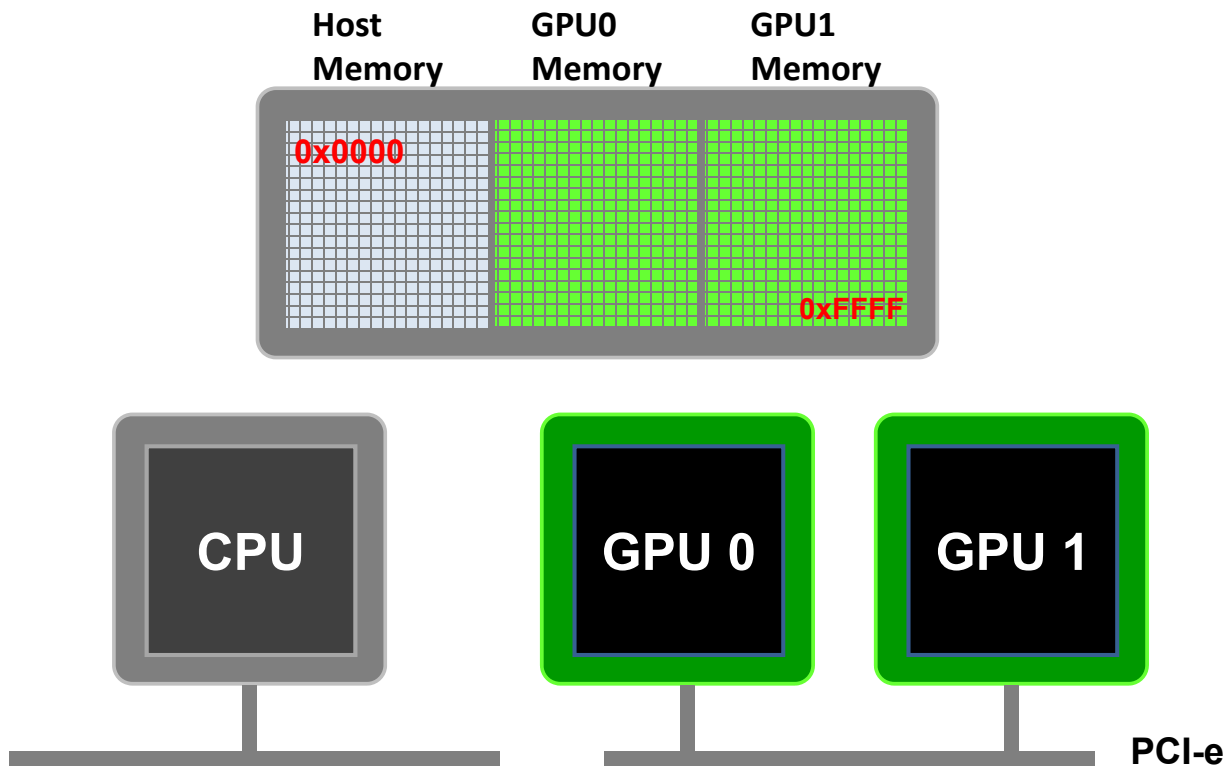 Host
Memory
GPU0
Memory
GPU1
Memory
0x0000
0xFFFF
CPU
GPU 0
GPU 1
PCI-e